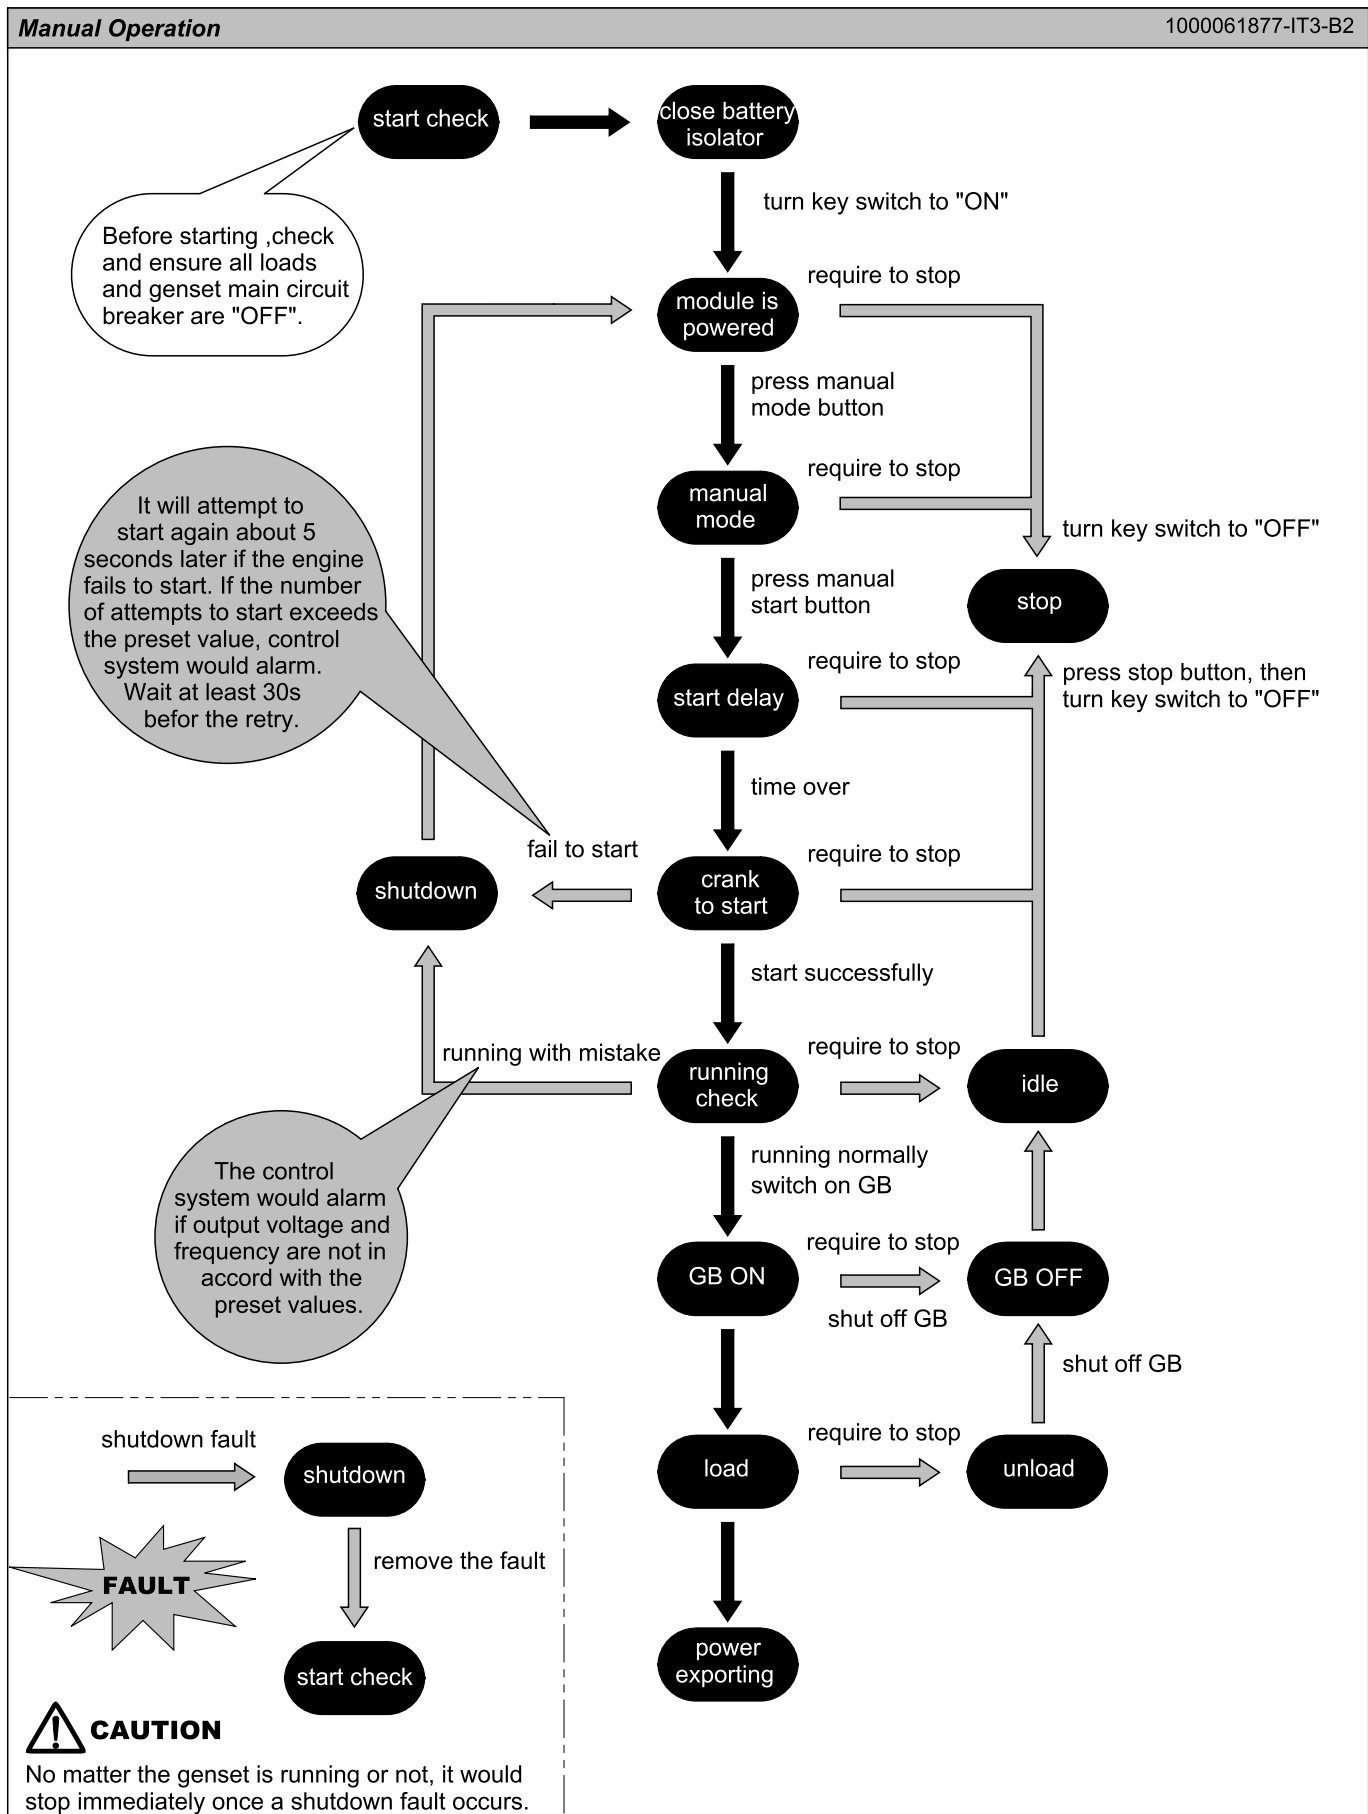 Manual Operation
1000061877-IT3-B2
start check
close battery
isolator
turn key switch to "ON"
Before starting ,check
and ensure all loads
and genset main circuit
breaker are "OFF".
module is
powered
require to stop
press manual
mode button
manual
mode
require to stop
turn key switch to "OFF"
stop
It will attempt to
start again about 5
seconds later if the engine
fails to start. If the number
of attempts to start exceeds
the preset value, control
system would alarm.
Wait at least 30s
befor the retry.
press manual
start button
start delay
require to stop
press stop button, then
turn key switch to "OFF"
time over
fail to start
shutdown
crank
to start
require to stop
start successfully
running with mistake
running
check
require to stop
idle
The control
system would alarm
if output voltage and
frequency are not in
accord with the
preset values.
running normally
switch on GB
GB ON
require to stop
shut off GB
GB OFF
shut off GB
load
require to stop
unload
power
exporting
shutdown fault
shutdown
remove the fault
FAULT
start check
CAUTION
No matter the genset is running or not, it would
stop immediately once a shutdown fault occurs.